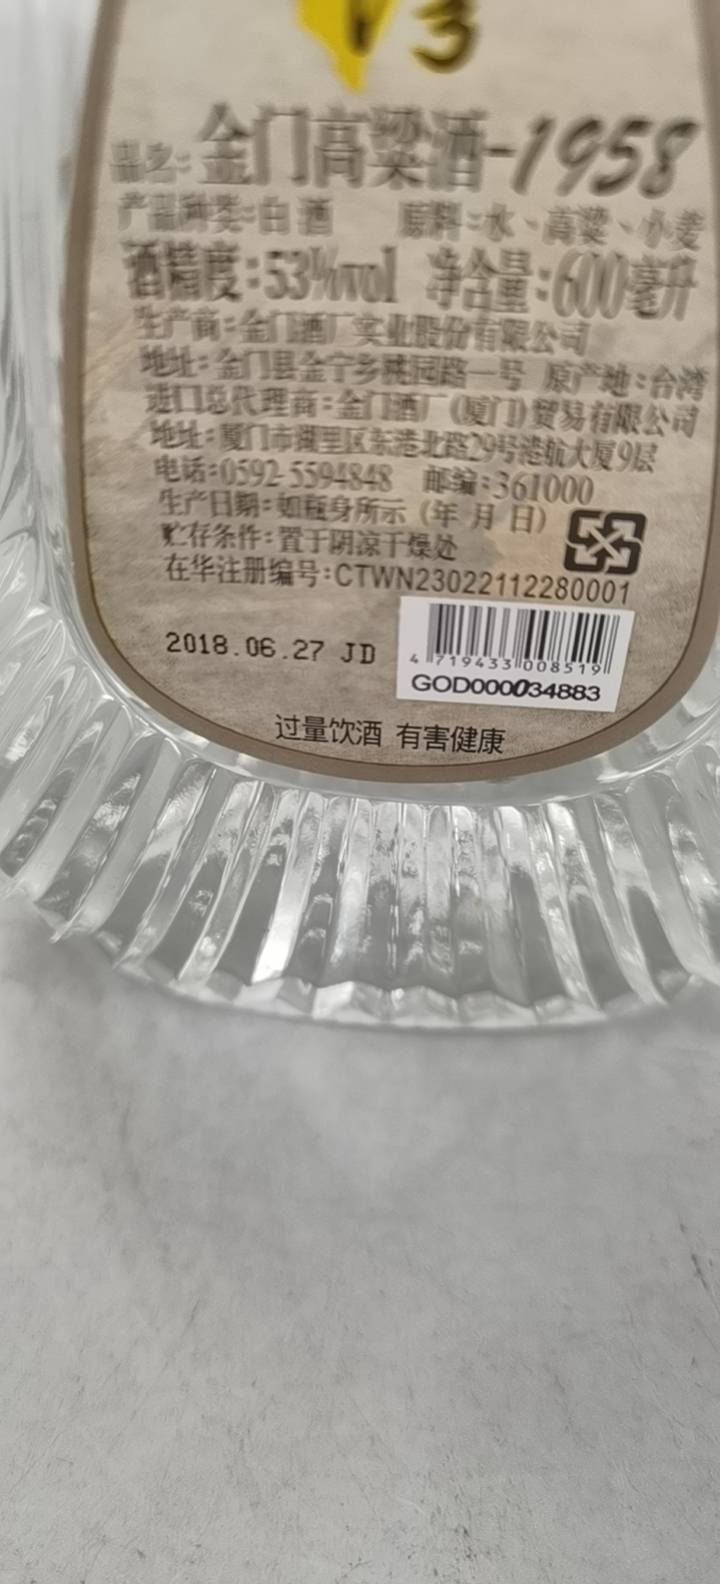 V3
品名:金门高粱酒-1958
产品种类:白酒 原料:水、高粱、小麦
酒精度:53%vol 净含量:600毫升
生产商:金门酒厂实业股份有限公司
地址:金门县金宁乡桃园路一号 原产地:台湾
进口总代理商:金门酒厂(厦门)贸易有限公司
地址:厦门市湖里区东港北路29号港航大厦9层
电话:0592-5594848 邮编:361000
生产日期:如瓶身所示(年 月 日)
贮存条件:置于阴凉干燥处
在华注册编号:CTWN23022112280001
2018.06.27 JD
4 719433 008519
GOD000034883
过量饮酒 有害健康